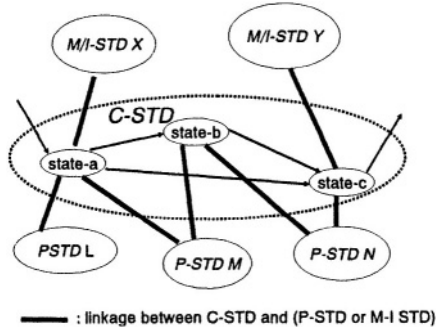 M/I-STD X
M/I-STD Y
C-STD
state-b
state-a
state-c
PSTD L
P-STD M
P-STD N
: linkage between C-STD and (P-STD or M-I STD)